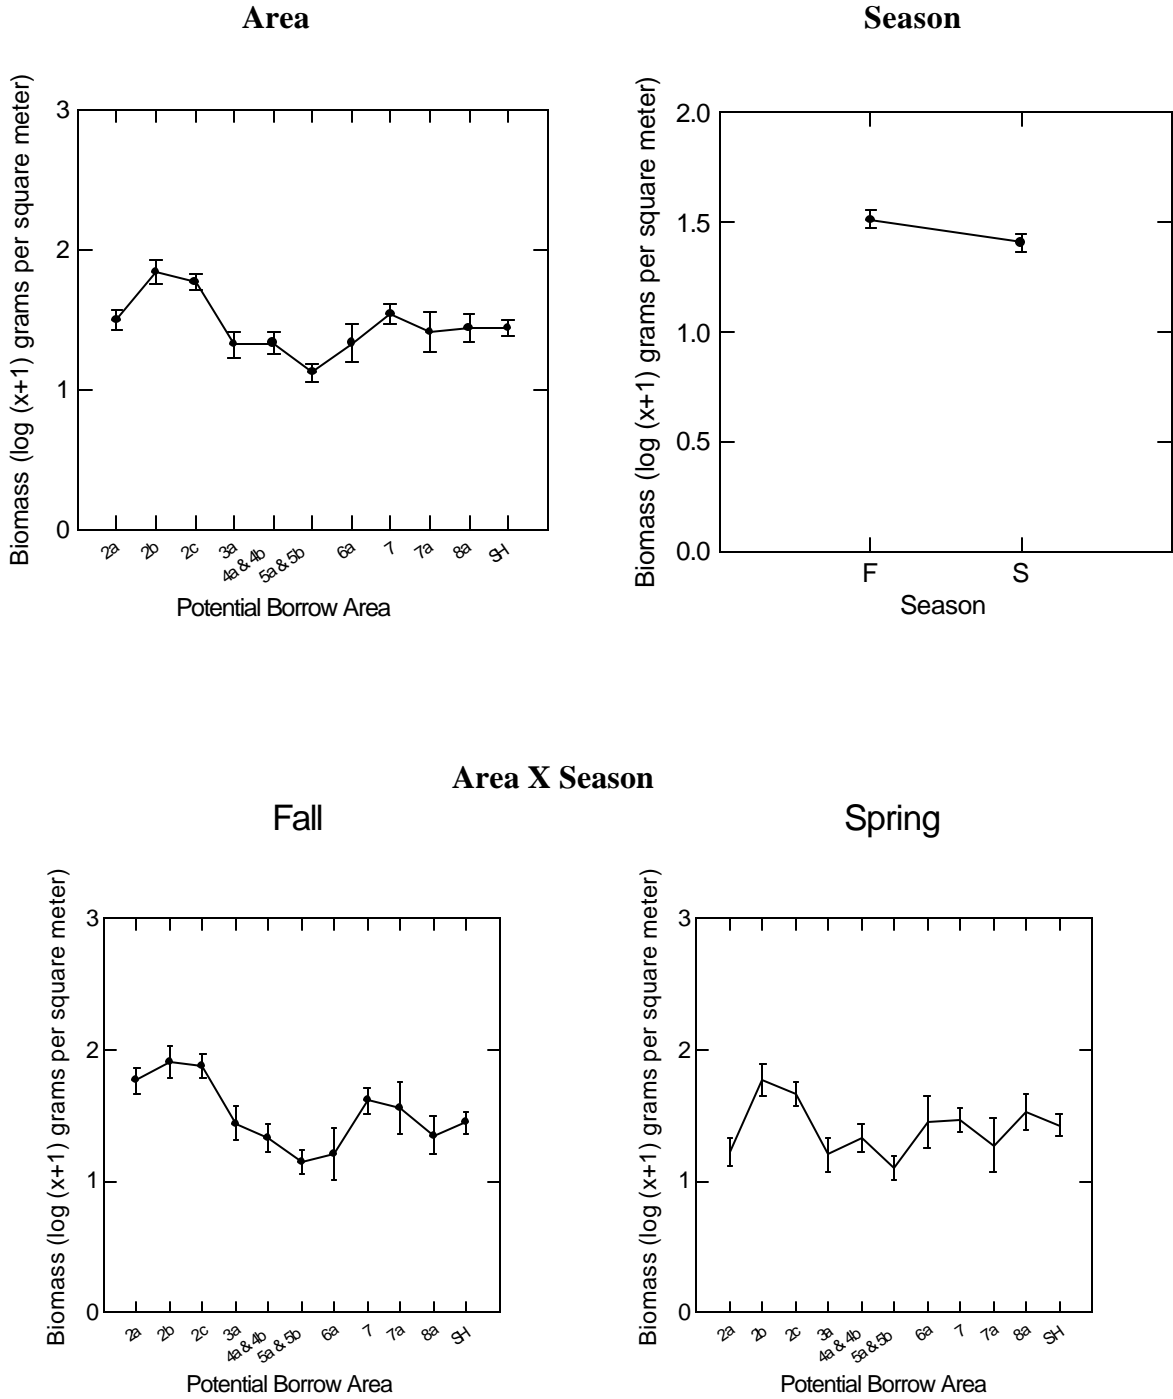 Area
Biomass (log (x+1) grams per square meter)
3
2
1
0
2a
2b
2c
3a
4a & 4b
5a & 5b
6a
7
7a
8a
SH
Potential Borrow Area
Season
Biomass (log (x+1) grams per square meter)
2.0
1.5
1.0
0.5
0.0
F
S
Season
Area X Season
Fall
Biomass (log (x+1) grams per square meter)
3
2
1
0
2a
2b
2c
3a
4a & 4b
5a & 5b
6a
7
7a
8a
SH
Potential Borrow Area
Spring
Biomass (log (x+1) grams per square meter)
3
2
1
0
2a
2b
2c
3a
4a & 4b
5a & 5b
6a
7
7a
8a
SH
Potential Borrow Area